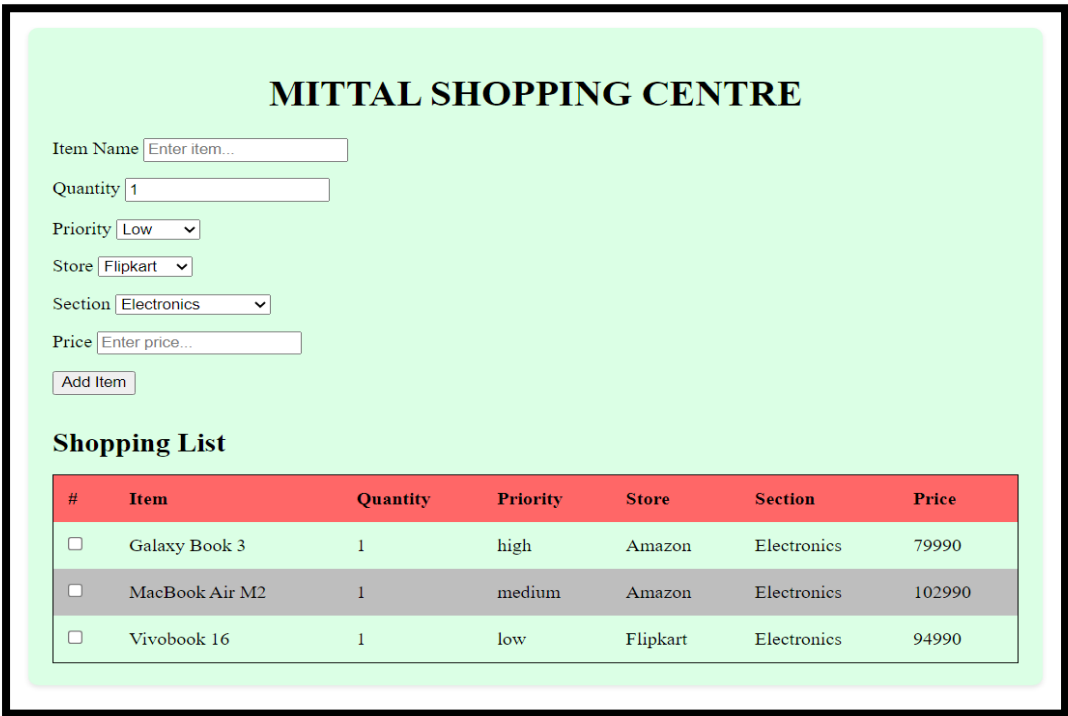 MITTAL SHOPPING CENTRE
Item Name Enter item...
Quantity 1
Priority Low
Store Flipkart
Section Electronics
Price Enter price...
Add Item
Shopping List
# Item Quantity Priority Store Section Price
Galaxy Book 3 1 high Amazon Electronics 79990
MacBook Air M2 1 medium Amazon Electronics 102990
Vivobook 16 1 low Flipkart Electronics 94990